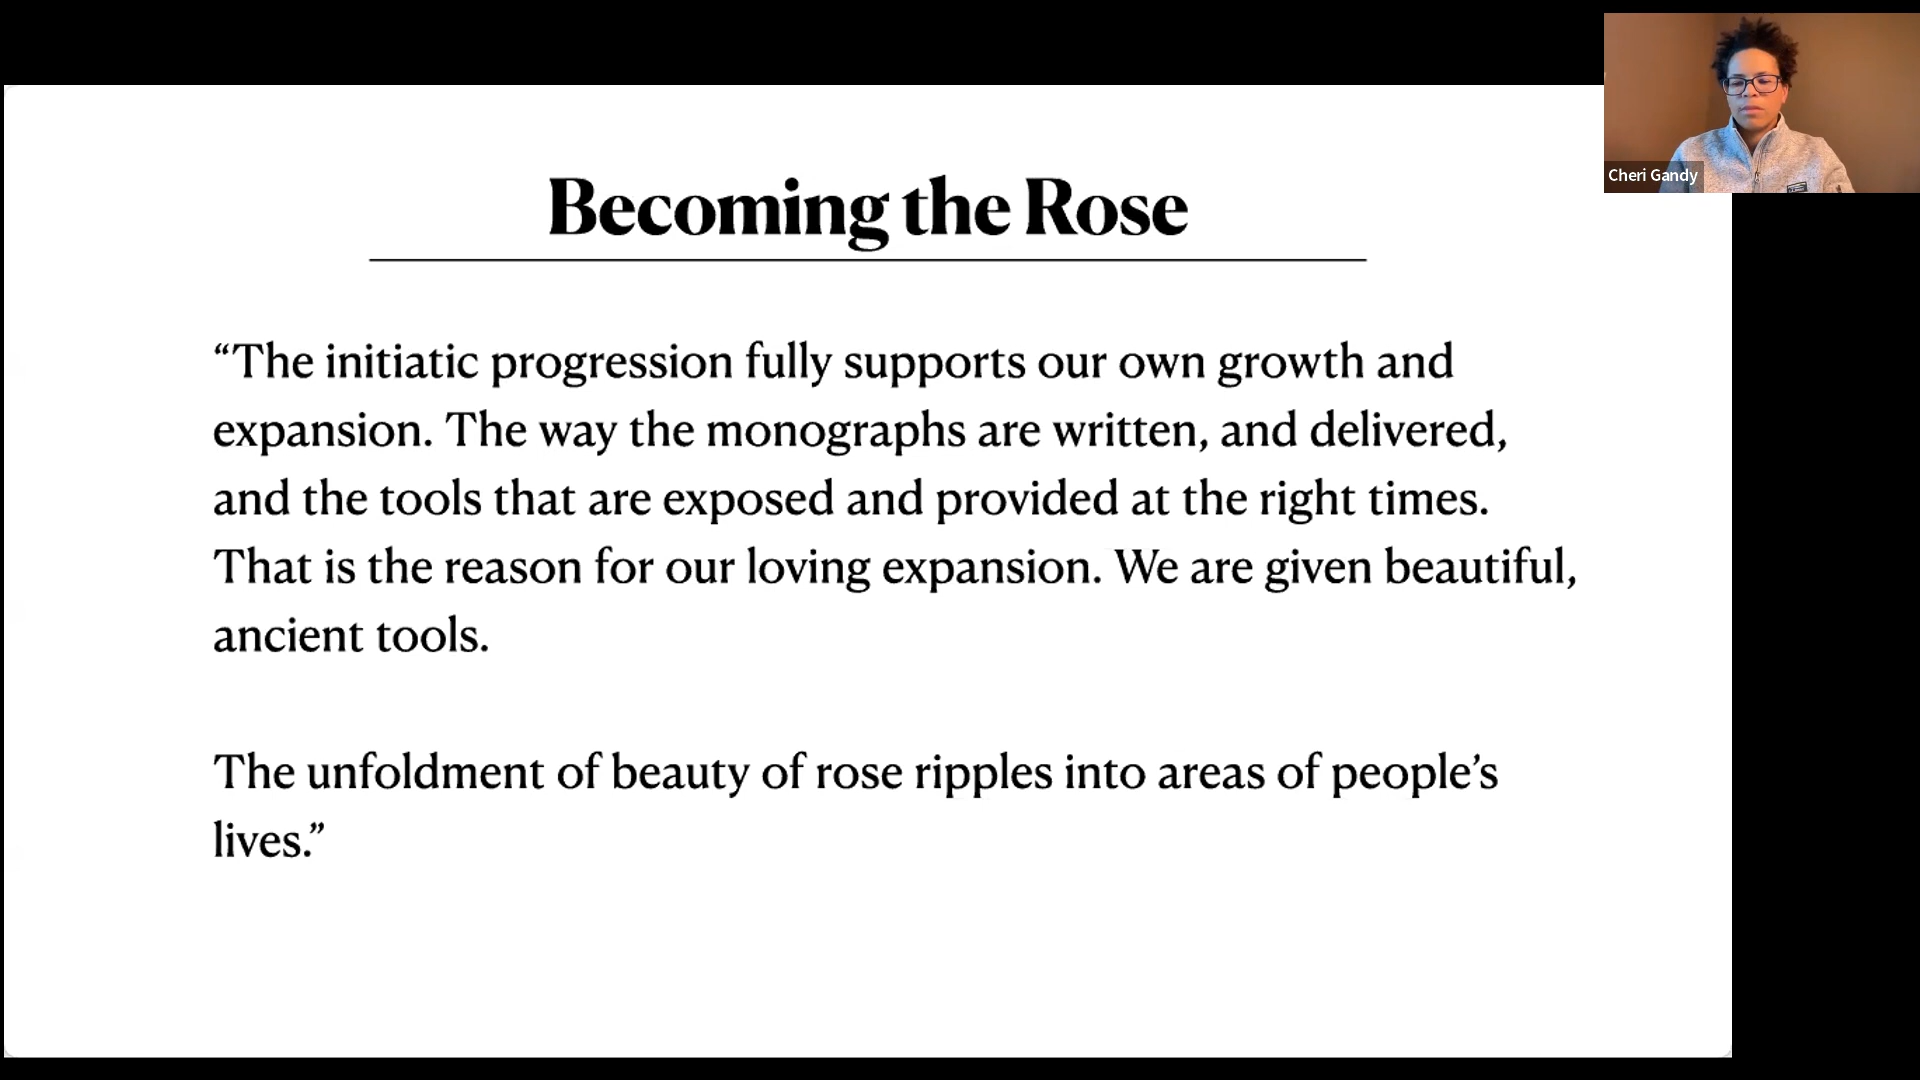 Becoming the Rose
“The initiatic progression fully supports our own growth and
expansion. The way the monographs are written, and delivered,
and the tools that are exposed and provided at the right times.
That is the reason for our loving expansion. We are given beautiful,
ancient tools.
The unfoldment of beauty of rose ripples into areas of people’s
lives.”
Cheri Gandy